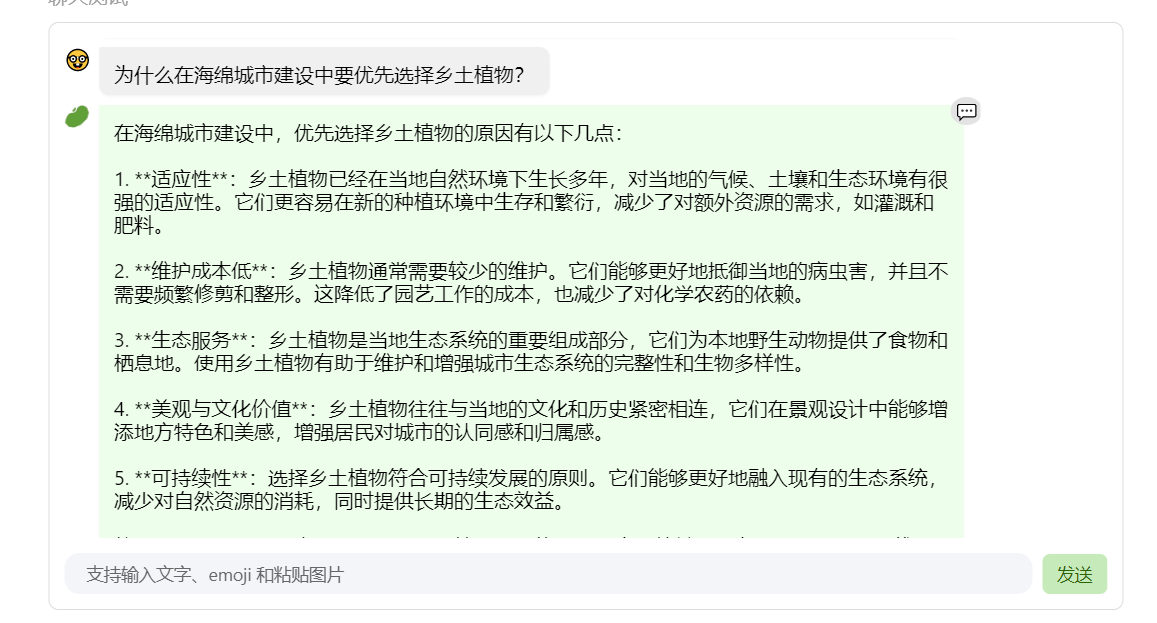 为什么在海绵城市建设中要优先选择乡土植物？
在海绵城市建设中，优先选择乡土植物的原因有以下几点：
1. **适应性**：乡土植物已经在当地自然环境下生长多年，对当地的气候、土壤和生态环境有很
强的适应性。它们更容易在新的种植环境中生存和繁衍，减少了对额外资源的需求，如灌溉和
肥料。
2. **维护成本低**：乡土植物通常需要较少的维护。它们能够更好地抵御当地的病虫害，并且不
需要频繁修剪和整形。这降低了园艺工作的成本，也减少了对化学农药的依赖。
3. **生态服务**：乡土植物是当地生态系统的重要组成部分，它们为本地野生动物提供了食物和
栖息地。使用乡土植物有助于维护和增强城市生态系统的完整性和生物多样性。
4. **美观与文化价值**：乡土植物往往与当地的文化和历史紧密相连，它们在景观设计中能够增
添地方特色和美感，增强居民对城市的认同感和归属感。
5. **可持续性**：选择乡土植物符合可持续发展的原则。它们能够更好地融入现有的生态系统，
减少对自然资源的消耗，同时提供长期的生态效益。
支持输入文字、emoji 和粘贴图片
发送